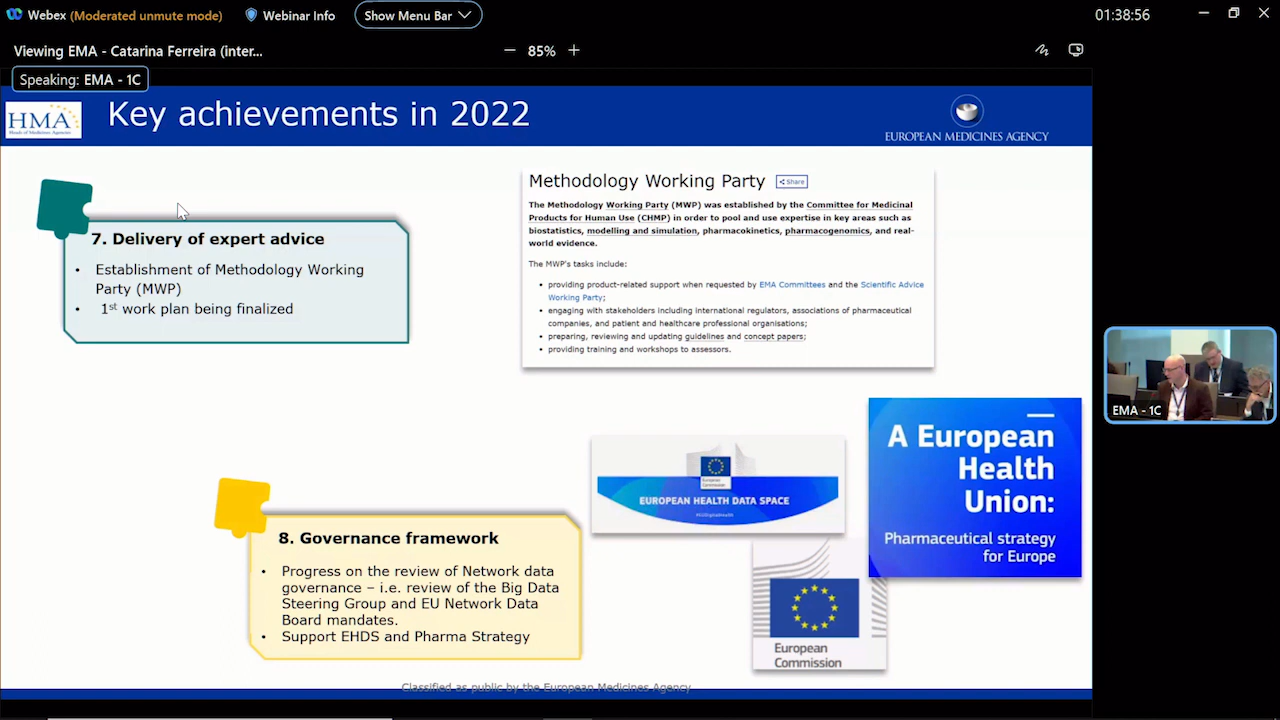 Webex (Moderated unmute mode) Webinar Info Show Menu Bar 01:38:56
Viewing EMA - Catarina Ferreira (inter... 85%
Speaking: EMA - 1C
HMA
Heads of Medicines Agencies
Key achievements in 2022
EUROPEAN MEDICINES AGENCY
7. Delivery of expert advice
• Establishment of Methodology Working
Party (MWP)
• 1st work plan being finalized
Methodology Working Party Share
The Methodology Working Party (MWP) was established by the Committee for Medicinal
Products for Human Use (CHMP) in order to pool and use expertise in key areas such as
biostatistics, modelling and simulation, pharmacokinetics, pharmacogenomics, and real-
world evidence.
The MWP's tasks include:
• providing product-related support when requested by EMA Committees and the Scientific Advice
Working Party;
• engaging with stakeholders including international regulators, associations of pharmaceutical
companies, and patient and healthcare professional organisations;
• preparing, reviewing and updating guidelines and concept papers;
• providing training and workshops to assessors.
EMA - 1C
8. Governance framework
• Progress on the review of Network data
governance – i.e. review of the Big Data
Steering Group and EU Network Data
Board mandates.
• Support EHDS and Pharma Strategy
European
Commission
EUROPEAN HEALTH DATA SPACE
A European
Health
Union:
Pharmaceutical strategy
for Europe
European
Commission
Classified as public by the European Medicines Agency